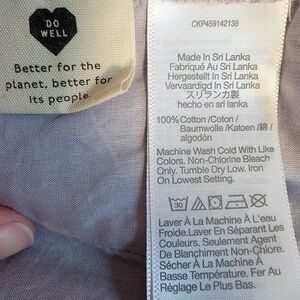 DO
WELL
Better for the
planet, better for
its people.
CKP459142138
Made In Sri Lanka
Fabriqué Au Sri Lanka
Hergestellt In Sri Lanka
Vervaardigd In Sri Lanka
スリランカ製
hecho en sri lanka
100% Cotton / Coton /
Baumwolle /Katoen /綿 /
algodón
Machine Wash Cold With Like
Colors. Non-Chlorine Bleach
Only. Tumble Dry Low. Iron
On Lowest Setting.
30
Laver À La Machine À L'eau
Froide.Laver En Séparant Les
Couleurs. Seulement Agent
De Blanchiment Non-Chloré.
Sécher À La Machine À
Basse Température. Fer Au
Réglage Le Plus Bas.